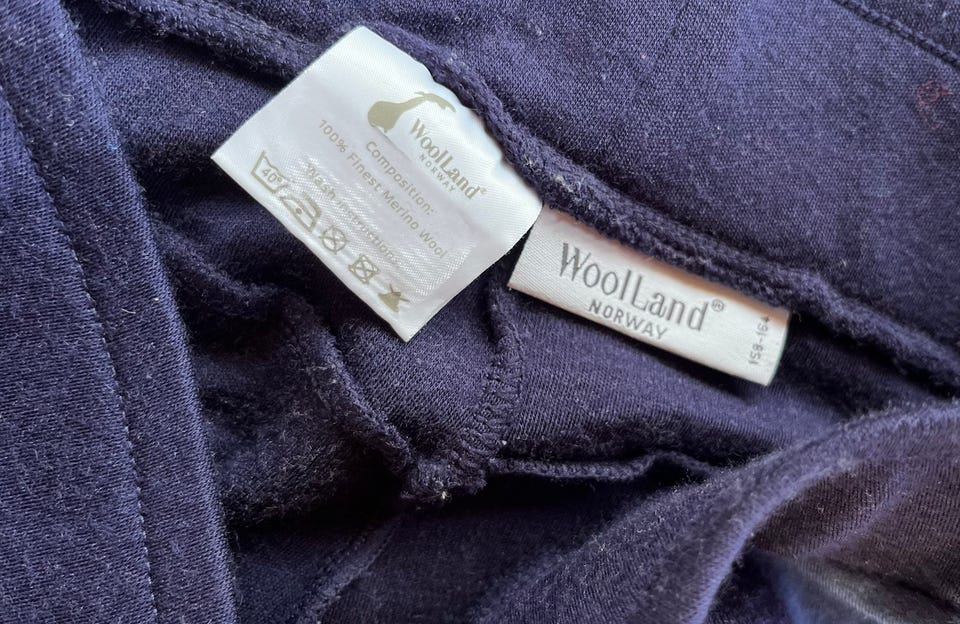 WoolLand®
NORWAY
Composition:
100% Finest Merino Wool
Wash instructions:
40°
WoolLand®
NORWAY
158-164